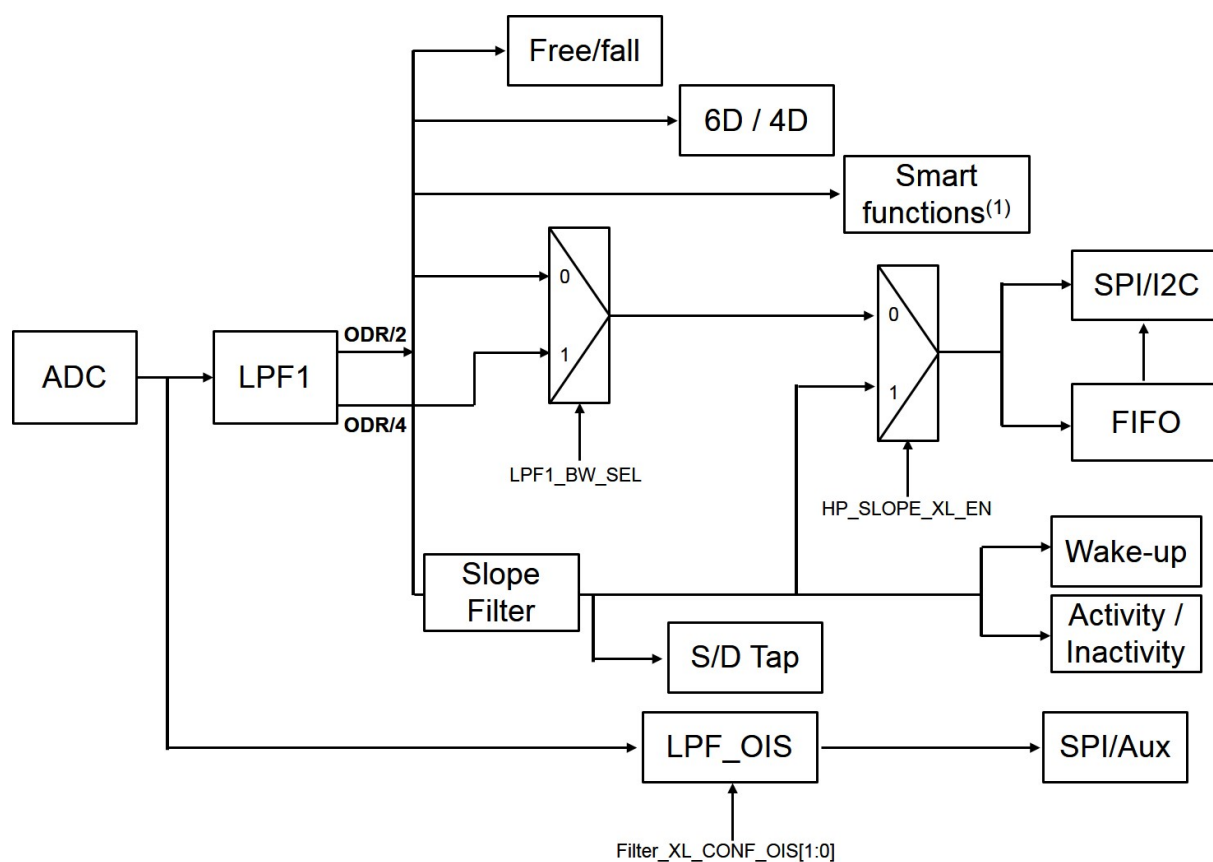 Free/fall
6D / 4D
Smart
functions(1)
0
SPI/I2C
0
ODR/2
1
ADC
LPF1
1
FIFO
ODR/4
LPF1_BW_SEL
HP_SLOPE_XL_EN
Wake-up
Slope
Filter
Activity /
Inactivity
S/D Tap
LPF_OIS
SPI/Aux
Filter_XL_CONF_OIS[1:0]